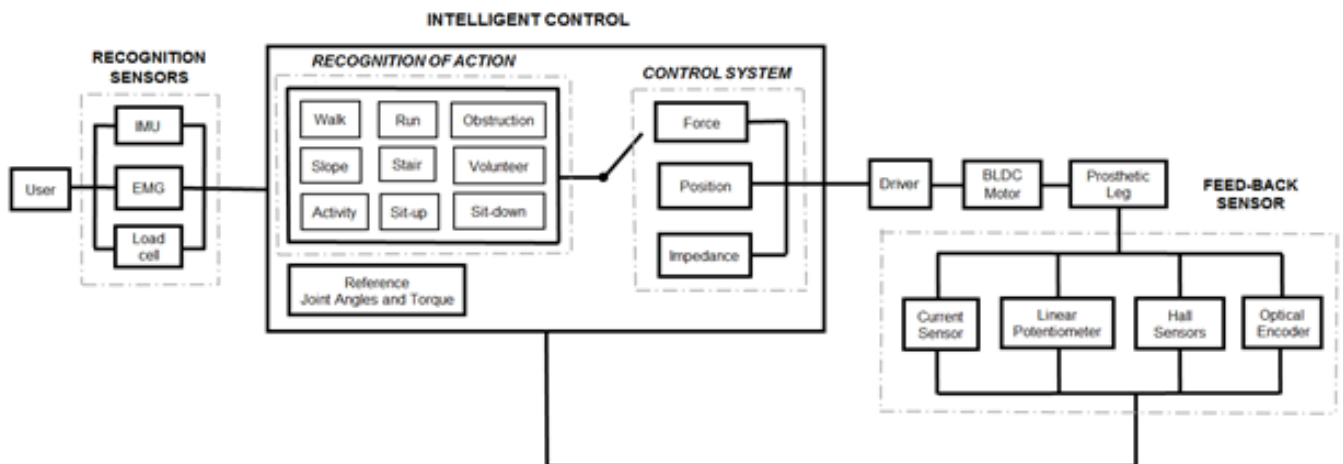 INTELLIGENT CONTROL
RECOGNITION
SENSORS
IMU
EMG
Load
cell
User
RECOGNITION OF ACTION
Walk
Run
Obstruction
Slope
Stair
Volunteer
Activity
Sit-up
Sit-down
Reference
Joint Angles and Torque
CONTROL SYSTEM
Force
Position
Impedance
Driver
BLDC
Motor
Prosthetic
Leg
FEED-BACK
SENSOR
Current
Sensor
Linear
Potentiometer
Hall
Sensors
Optical
Encoder